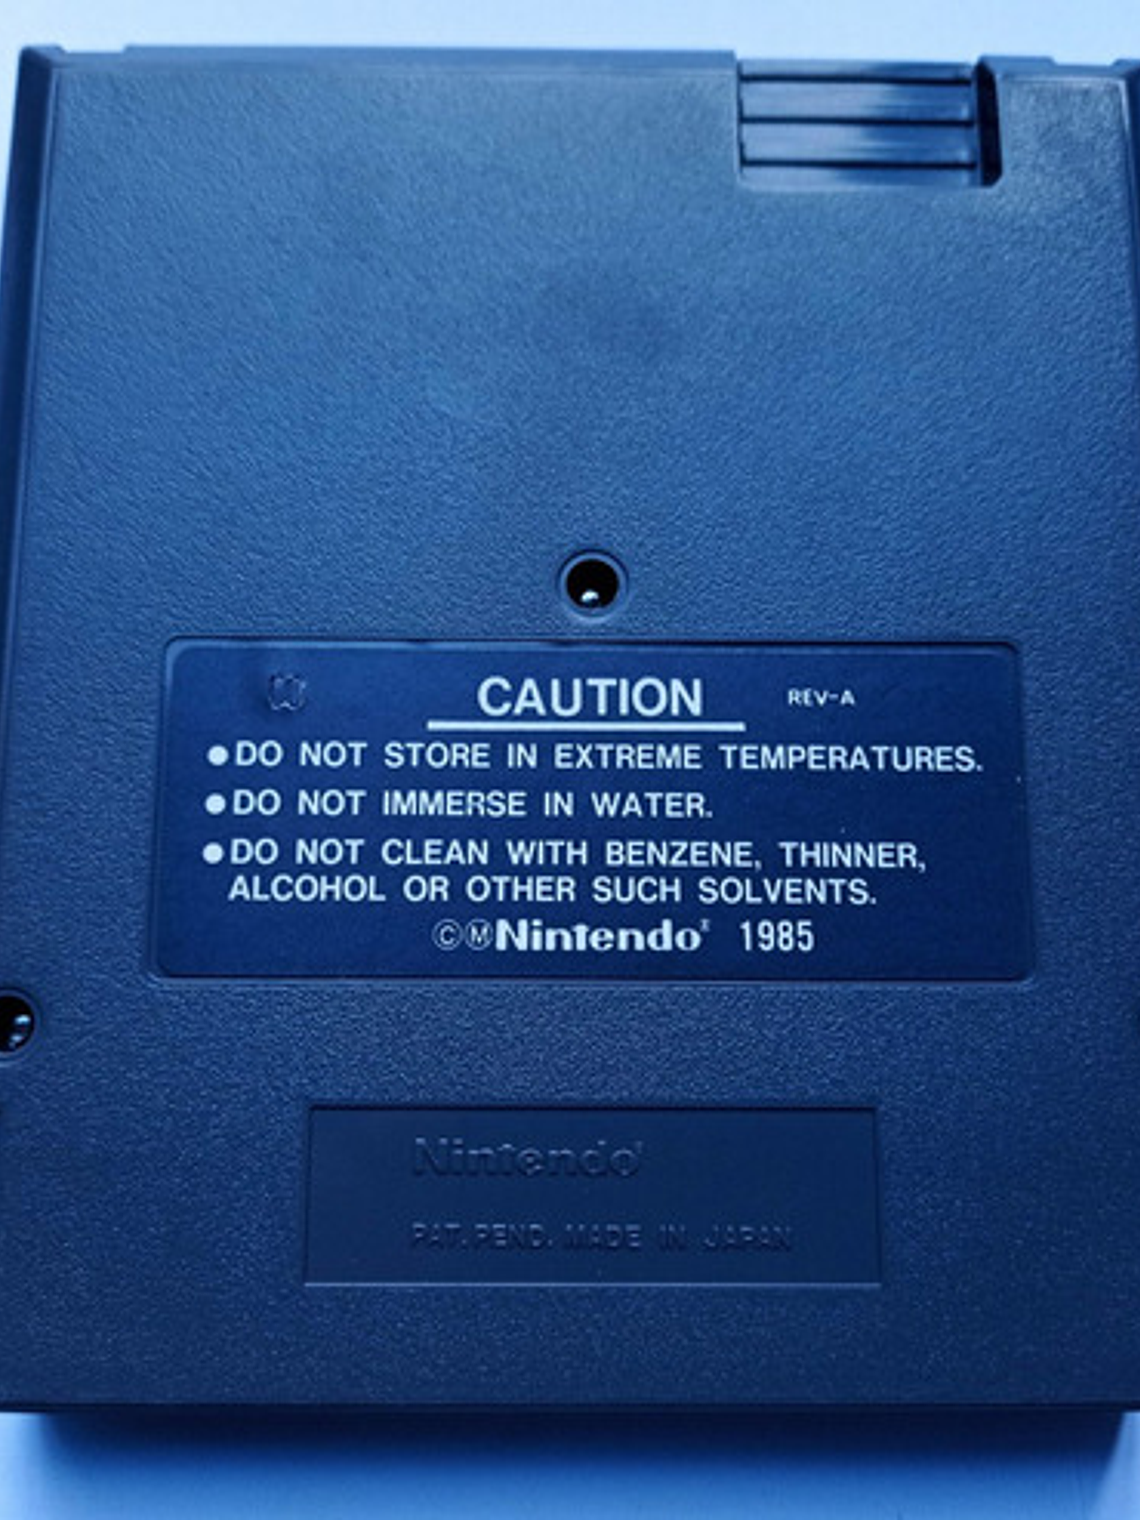 CAUTION REV-A
●DO NOT STORE IN EXTREME TEMPERATURES.
●DO NOT IMMERSE IN WATER.
●DO NOT CLEAN WITH BENZENE, THINNER,
ALCOHOL OR OTHER SUCH SOLVENTS.
©ⓂNintendo® 1985
Nintendo®
PAT. PEND. MADE IN JAPAN